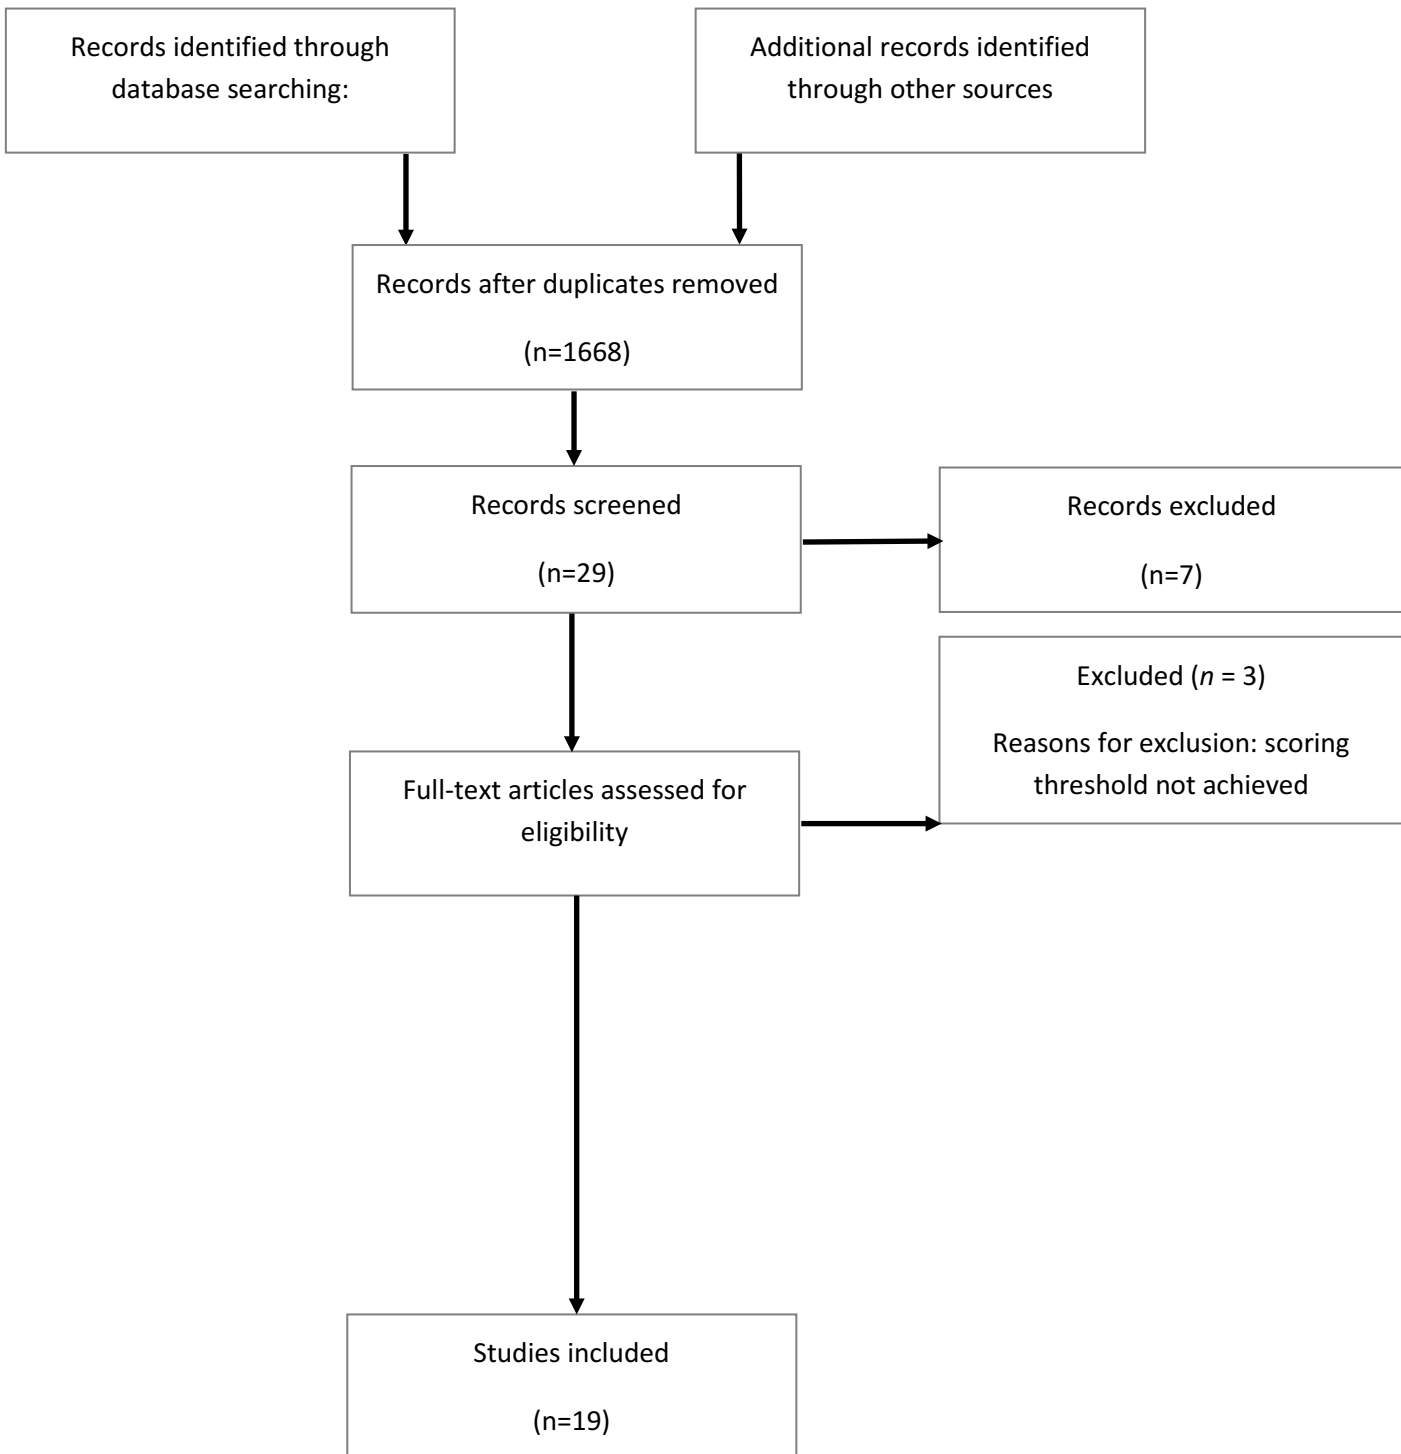 Records identified through
database searching:
Additional records identified
through other sources
Records after duplicates removed
(n=1668)
Records screened
(n=29)
Records excluded
(n=7)
Excluded (n = 3)
Reasons for exclusion: scoring
threshold not achieved
Full-text articles assessed for
eligibility
Studies included
(n=19)